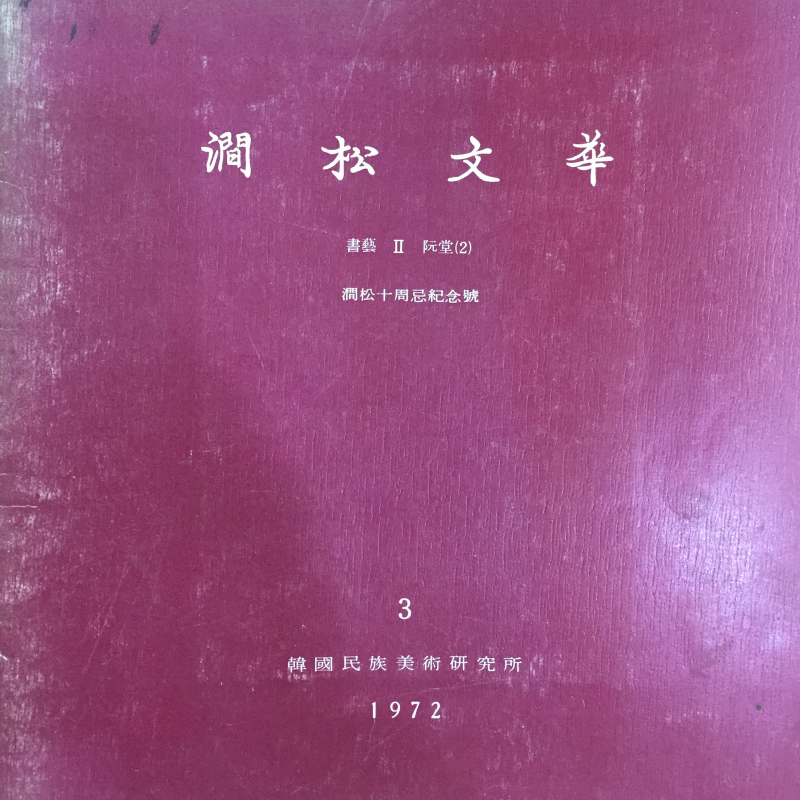 澗松文華
書藝 Ⅱ 阮堂(2)
澗松十周忌紀念號
3
韓國民族美術研究所
1972